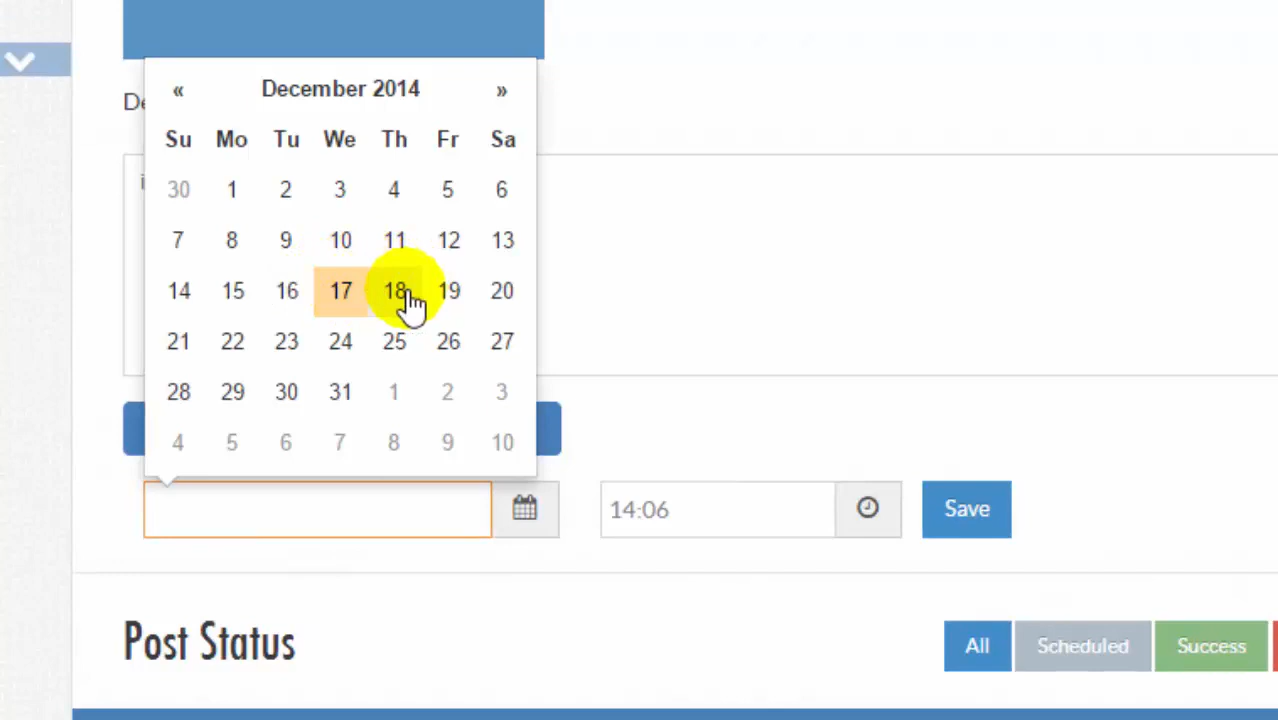 De
« December 2014 »
Su Mo Tu We Th Fr Sa
30 1 2 3 4 5 6
7 8 9 10 11 12 13
14 15 16 17 18 19 20
21 22 23 24 25 26 27
28 29 30 31 1 2 3
4 5 6 7 8 9 10
14:06 Save
Post Status All Scheduled Success